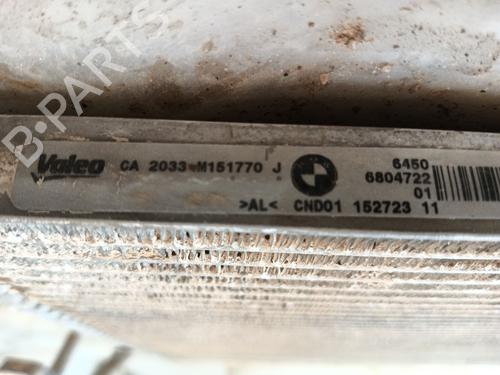 B-PARTS
Valeo CA 2033 M151770 J 6450
6804722
01
>AL< CND01 152723 11